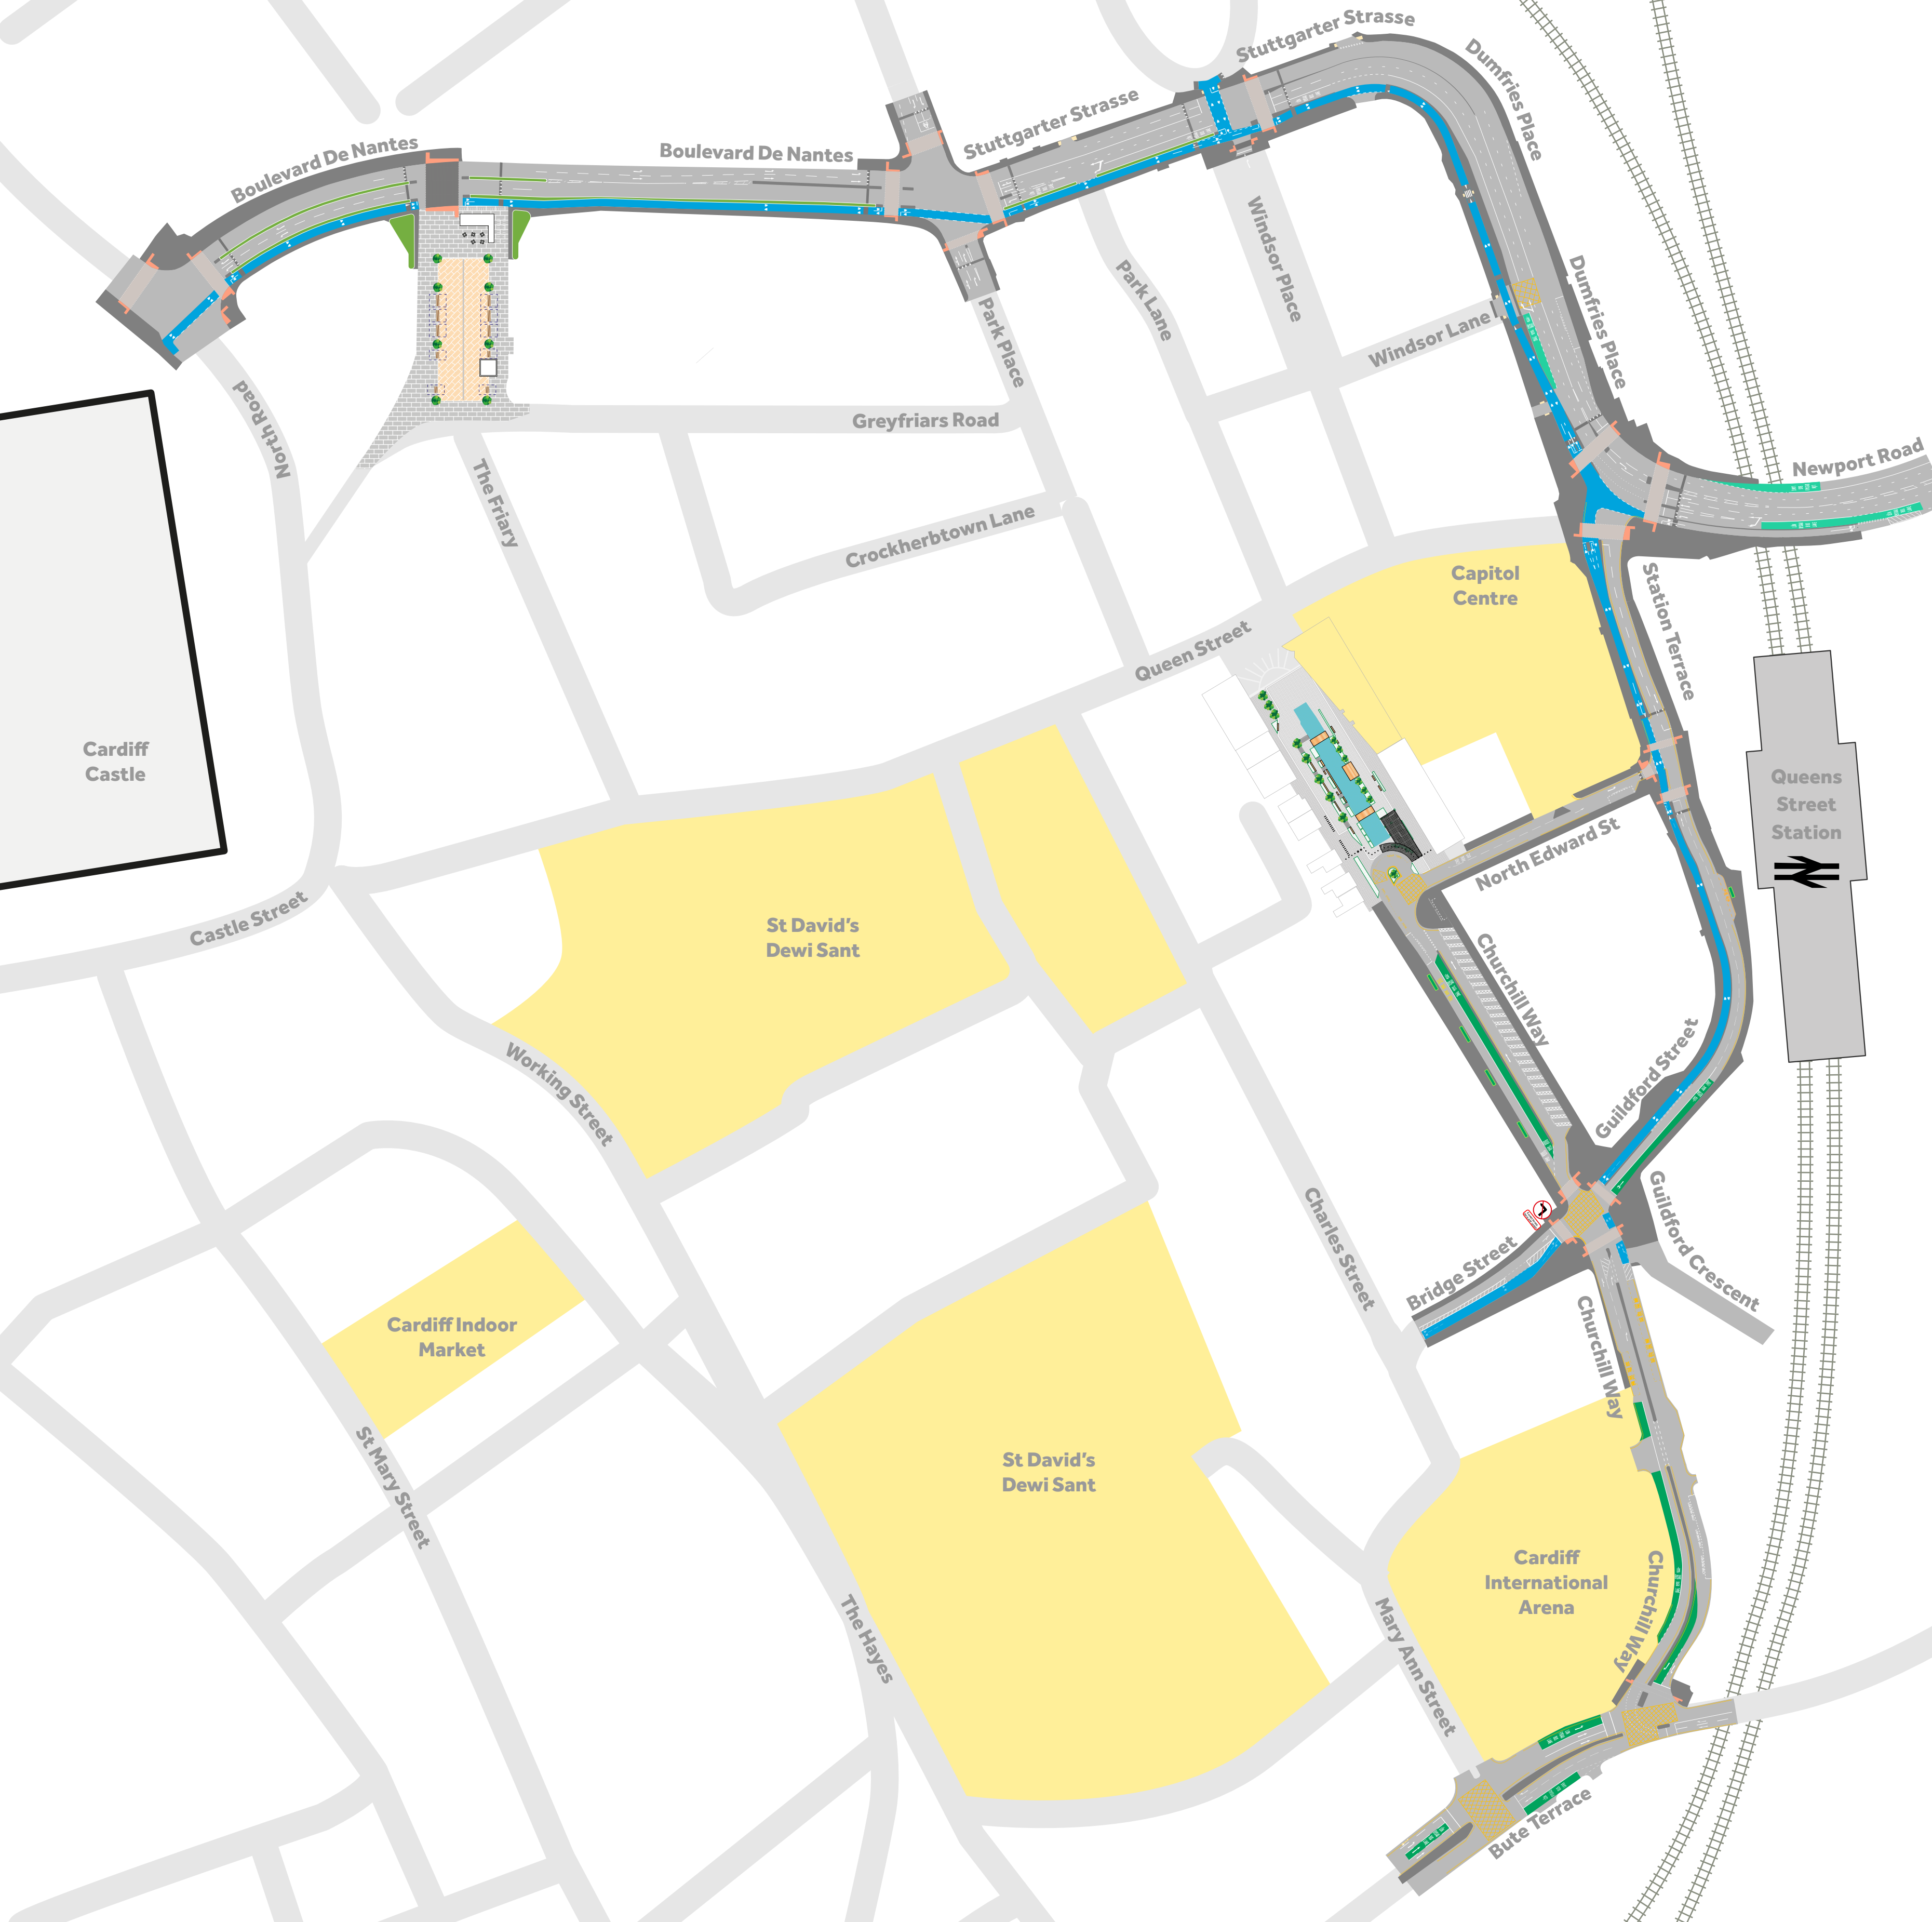 Stuttgarter Strasse
Dumfries Place
Stuttgarter Strasse
Boulevard De Nantes
Boulevard De Nantes
Windsor Place
Park Lane
Dumfries Place
Park Place
Windsor Lane
North Road
Greyfriars Road
Newport Road
The Friary
Crockherbtown Lane
Capitol
Centre
Station Terrace
Queen Street
Cardiff
Castle
Queens
Street
Station
North Edward St
Castle Street
St David's
Dewi Sant
Churchill Way
Working Street
Guildford Street
Charles Street
Guildford Crescent
Bridge Street
Cardiff Indoor
Market
Churchill Way
St Mary Street
St David's
Dewi Sant
Cardiff
International
Arena
Churchill Way
The Hayes
Mary Ann Street
Bute Terrace